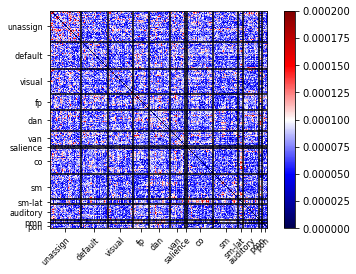 unassign
default
visual
fp
dan
van
salience
co
sm
sm-lat
auditory
pmn
pon
unassign
default
visual
fp
dan
van
salience
co
sm
sm-lat
auditory
0.000200
0.000175
0.000150
0.000125
0.000100
0.000075
0.000050
0.000025
0.000000